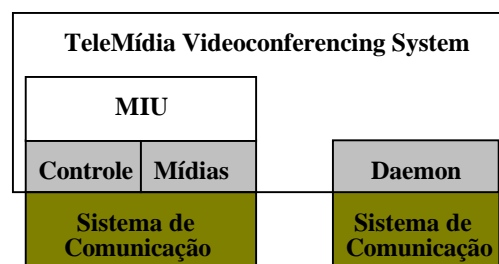 TeleMídia Videoconferencing System
MIU
Controle Mídias Daemon
Sistema de Comunicação
Sistema de Comunicação